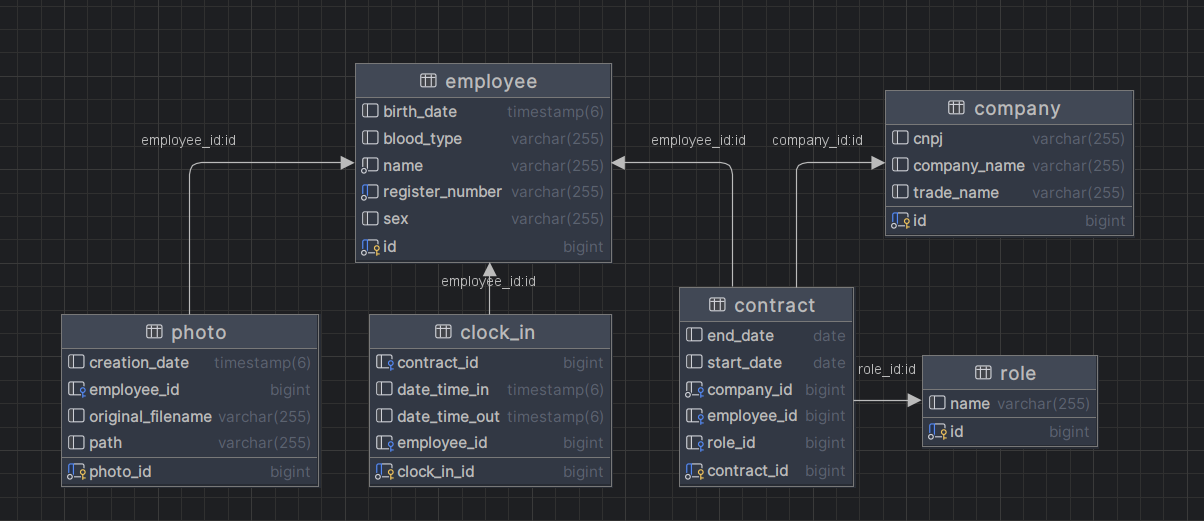 employee
birth_date timestamp(6)
blood_type varchar(255)
name varchar(255)
register_number varchar(255)
sex varchar(255)
id bigint
company
cnpj varchar(255)
company_name varchar(255)
trade_name varchar(255)
id bigint
employee_id:id
employee_id:id
company_id:id
employee_id:id
photo
creation_date timestamp(6)
employee_id bigint
original_filename varchar(255)
path varchar(255)
photo_id bigint
clock_in
contract_id bigint
date_time_in timestamp(6)
date_time_out timestamp(6)
employee_id bigint
clock_in_id bigint
contract
end_date date
start_date date
company_id bigint
employee_id bigint
role_id bigint
contract_id bigint
role_id:id
role
name varchar(255)
id bigint